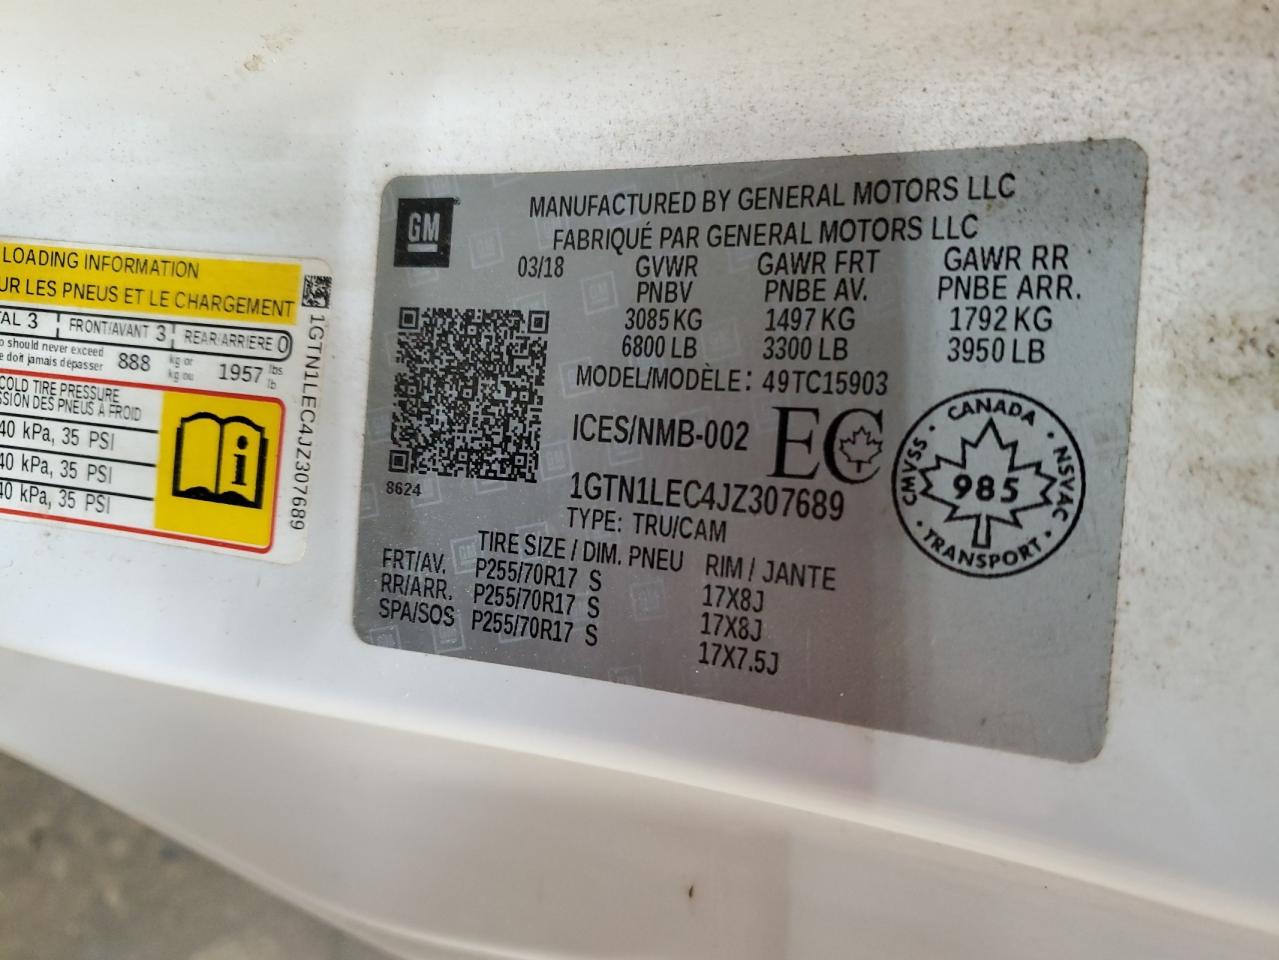 LOADING INFORMATION
UR LES PNEUS ET LE CHARGEMENT
TAL 3 FRONT/AVANT 3 REAR/ARRIÈRE 0
should never exceed 888 kg or 1957 lbs
doit jamais dépasser kg ou lb
COLD TIRE PRESSURE
SION DES PNEUS À FROID
40 kPa, 35 PSI
40 kPa, 35 PSI
40 kPa, 35 PSI
1GTN1LEC4JZ307689
GM
MANUFACTURED BY GENERAL MOTORS LLC
FABRIQUÉ PAR GENERAL MOTORS LLC
03/18 GVWR GAWR FRT GAWR RR
PNBV PNBE AV. PNBE ARR.
3085 KG 1497 KG 1792 KG
6800 LB 3300 LB 3950 LB
MODEL/MODÈLE: 49TC15903
ICES/NMB-002 EC
8624
1GTN1LEC4JZ307689
TYPE: TRU/CAM
TIRE SIZE / DIM. PNEU RIM / JANTE
FRT/AV. P255/70R17 S 17X8J
RR/ARR. P255/70R17 S 17X8J
SPA/SOS P255/70R17 S 17X7.5J
CANADA
CMVSS · NSVAC
985
TRANSPORT